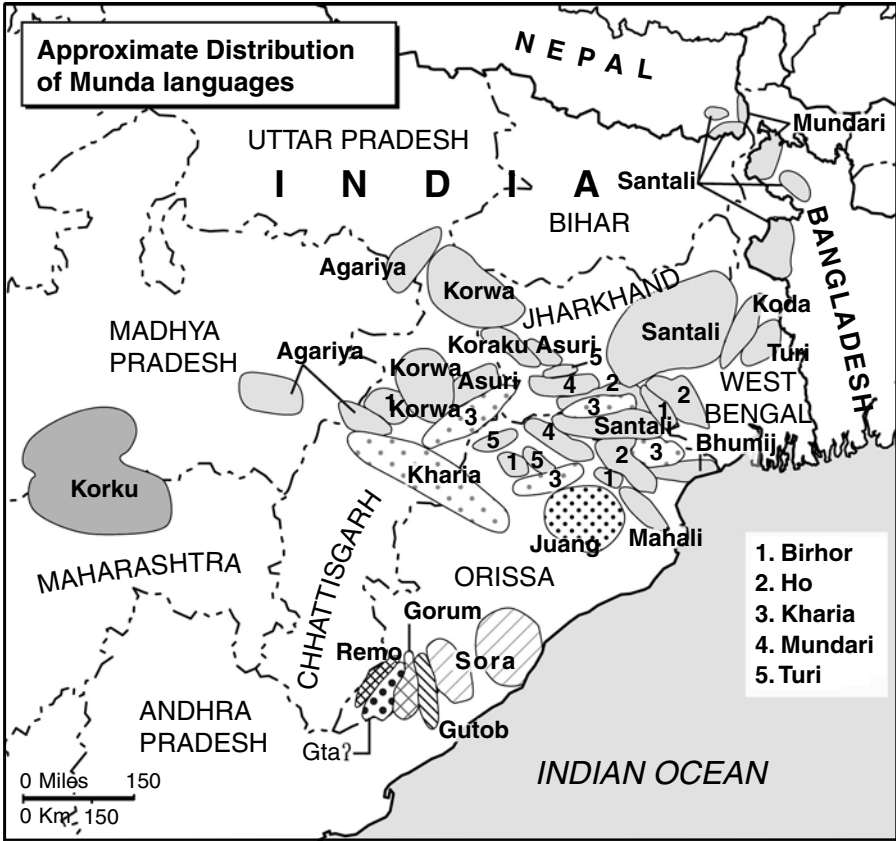 Approximate Distribution
of Munda languages
NEPAL
Mundari
UTTAR PRADESH
INDIA
Santali
BIHAR
BANGLADESH
Agariya
Korwa
JHARKHAND
Koda
Santali
MADHYA
PRADESH
Agariya
Koraku
Asuri
5
Turi
Korwa
Asuri
4
2
WEST
BENGAL
2
1
Korwa
3
3
1
Santali
Bhumij
5
4
2
3
Kharia
1
5
3
1
Korku
Juang
Mahali
MAHARASHTRA
CHHATTISGARH
ORISSA
1. Birhor
2. Ho
3. Kharia
4. Mundari
5. Turi
Gorum
Remo
Sora
ANDHRA
PRADESH
Gutob
Gtaʔ
0 Miles 150
0 Km 150
INDIAN OCEAN